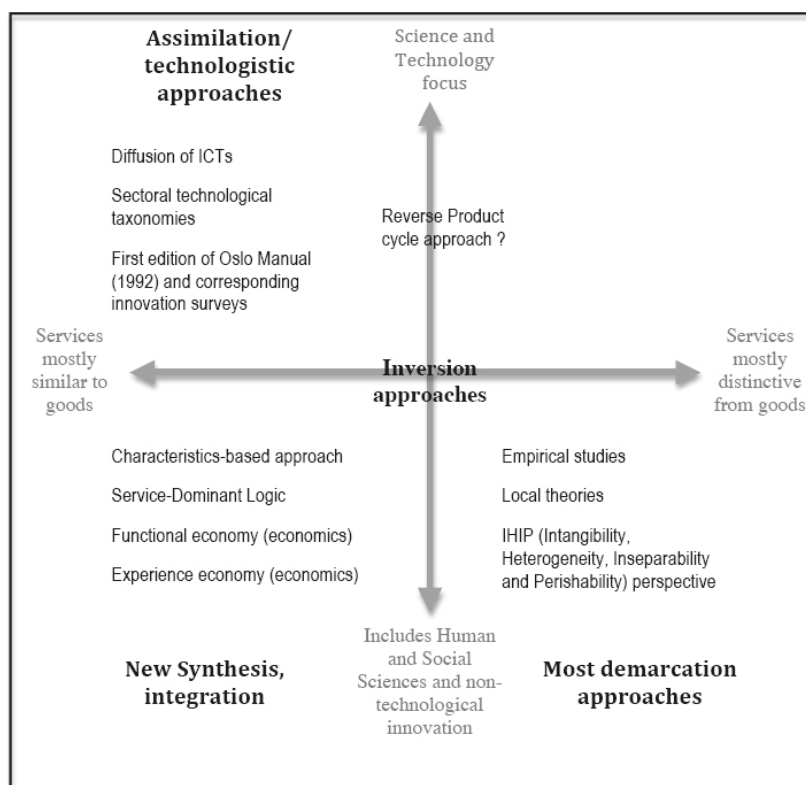 Assimilation/
technologistic
approaches
Science and
Technology
focus
Diffusion of ICTs
Sectoral technological
taxonomies
First edition of Oslo Manual
(1992) and corresponding
innovation surveys
Reverse Product
cycle approach ?
Services
mostly
similar to
goods
Inversion
approaches
Services
mostly
distinctive
from goods
Characteristics-based approach
Service-Dominant Logic
Functional economy (economics)
Experience economy (economics)
Empirical studies
Local theories
IHIP (Intangibility,
Heterogeneity, Inseparability
and Perishability) perspective
Includes Human
and Social
Sciences and non-
technological
innovation
New Synthesis,
integration
Most demarcation
approaches